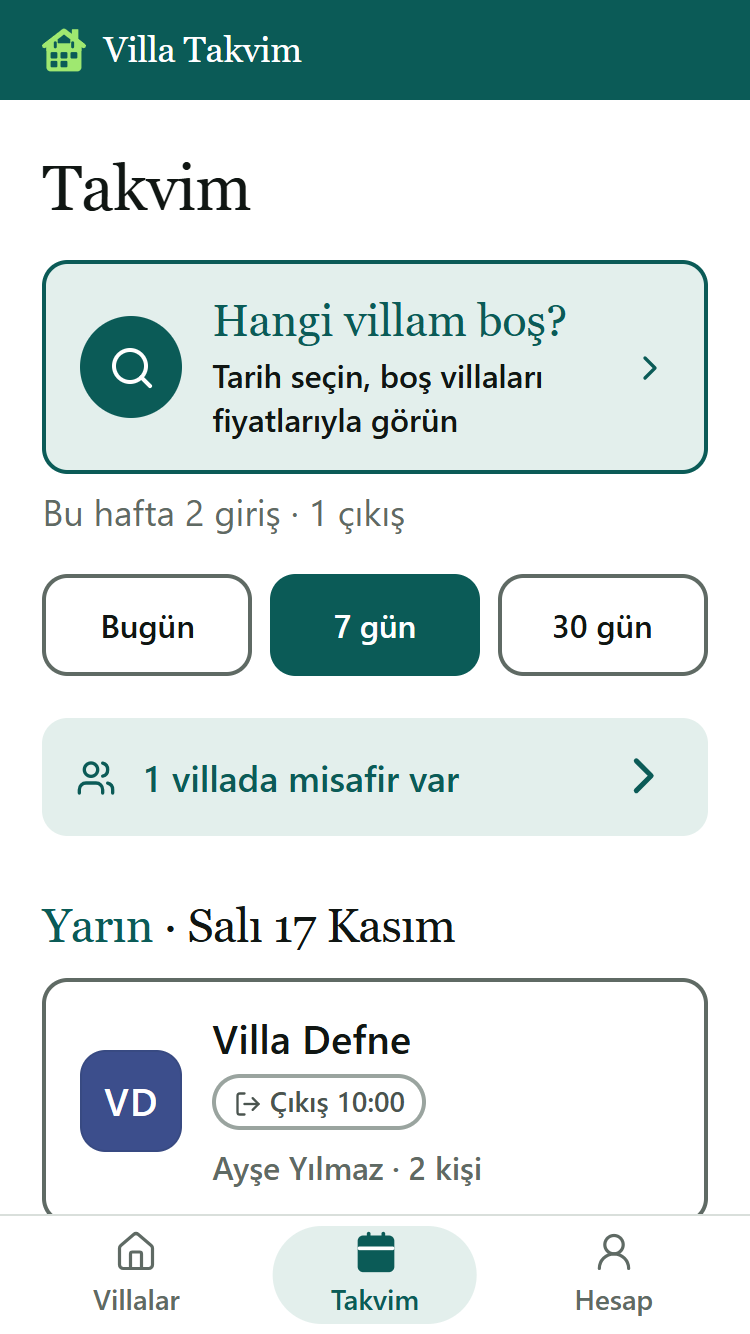 Villa Takvim
Takvim
Hangi villam boş?
Tarih seçin, boş villaları
fiyatlarıyla görün
Bu hafta 2 giriş · 1 çıkış
Bugün
7 gün
30 gün
1 villada misafir var
Yarın · Salı 17 Kasım
VD
Villa Defne
Çıkış 10:00
Ayşe Yılmaz · 2 kişi
Villalar
Takvim
Hesap